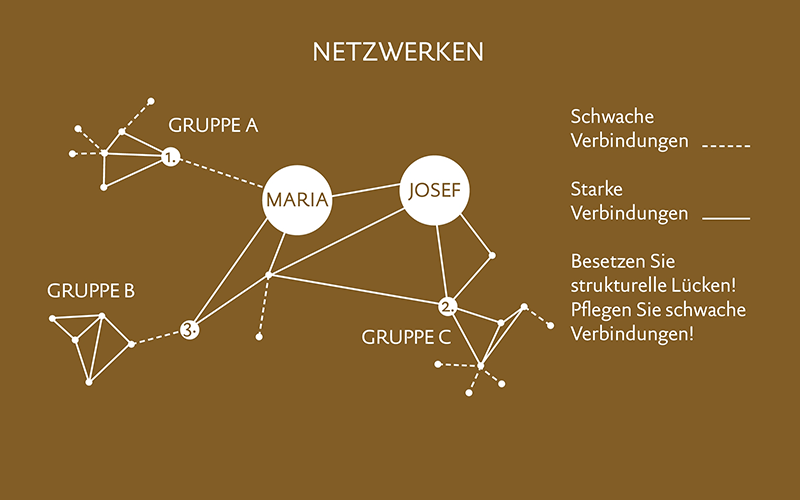 NETZWERKEN
GRUPPE A
1.
MARIA
JOSEF
GRUPPE B
3.
2.
GRUPPE C
Schwache
Verbindungen
Starke
Verbindungen
Besetzen Sie
strukturelle Lücken!
Pflegen Sie schwache
Verbindungen!